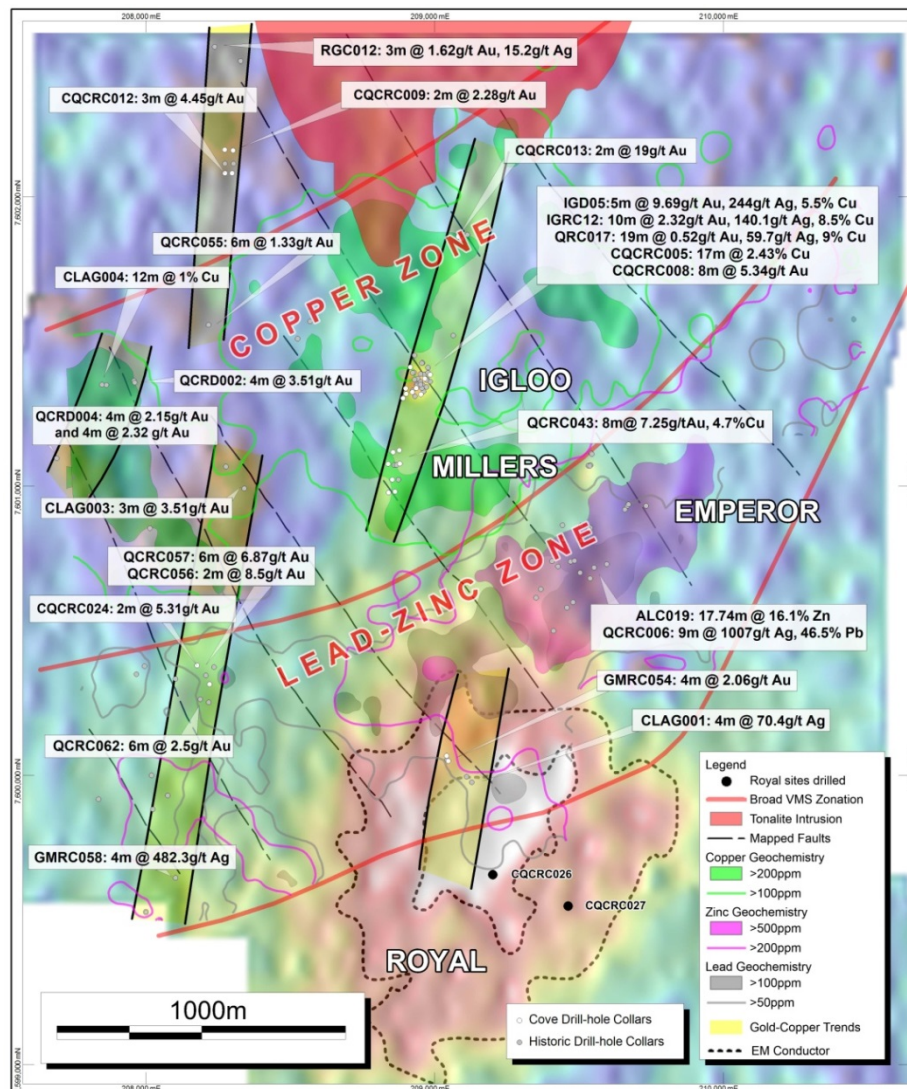 208,000 mE
209,000 mE
210,000 mE
RGC012: 3m @ 1.62g/t Au, 15.2g/t Ag
CQCRC012: 3m @ 4.45g/t Au
CQCRC009: 2m @ 2.28g/t Au
CQCRC013: 2m @ 19g/t Au
7,602,000 mN
IGD05:5m @ 9.69g/t Au, 244g/t Ag, 5.5% Cu
IGRC12: 10m @ 2.32g/t Au, 140.1g/t Ag, 8.5% Cu
QRC017: 19m @ 0.52g/t Au, 59.7g/t Ag, 9% Cu
CQCRC005: 17m @ 2.43% Cu
CQCRC008: 8m @ 5.34g/t Au
QCRC055: 6m @ 1.33g/t Au
CLAG004: 12m @ 1% Cu
COPPER ZONE
QCRD002: 4m @ 3.51g/t Au
IGLOO
QCRD004: 4m @ 2.15g/t Au
and 4m @ 2.32 g/t Au
QCRC043: 8m@ 7.25g/tAu, 4.7%Cu
MILLERS
7,601,000 mN
CLAG003: 3m @ 3.51g/t Au
EMPEROR
QCRC057: 6m @ 6.87g/t Au
QCRC056: 2m @ 8.5g/t Au
LEAD-ZINC ZONE
CQCRC024: 2m @ 5.31g/t Au
ALC019: 17.74m @ 16.1% Zn
QCRC006: 9m @ 1007g/t Ag, 46.5% Pb
GMRC054: 4m @ 2.06g/t Au
CLAG001: 4m @ 70.4g/t Ag
QCRC062: 6m @ 2.5g/t Au
7,600,000 mN
GMRC058: 4m @ 482.3g/t Ag
CQCRC026
CQCRC027
ROYAL
Legend
Royal sites drilled
Broad VMS Zonation
Tonalite Intrusion
Mapped Faults
Copper Geochemistry
>200ppm
>100ppm
Zinc Geochemistry
>500ppm
>200ppm
Lead Geochemistry
>100ppm
>50ppm
Gold-Copper Trends
EM Conductor
1000m
Cove Drill-hole Collars
Historic Drill-hole Collars
208,000 mE
209,000 mE
210,000 mE